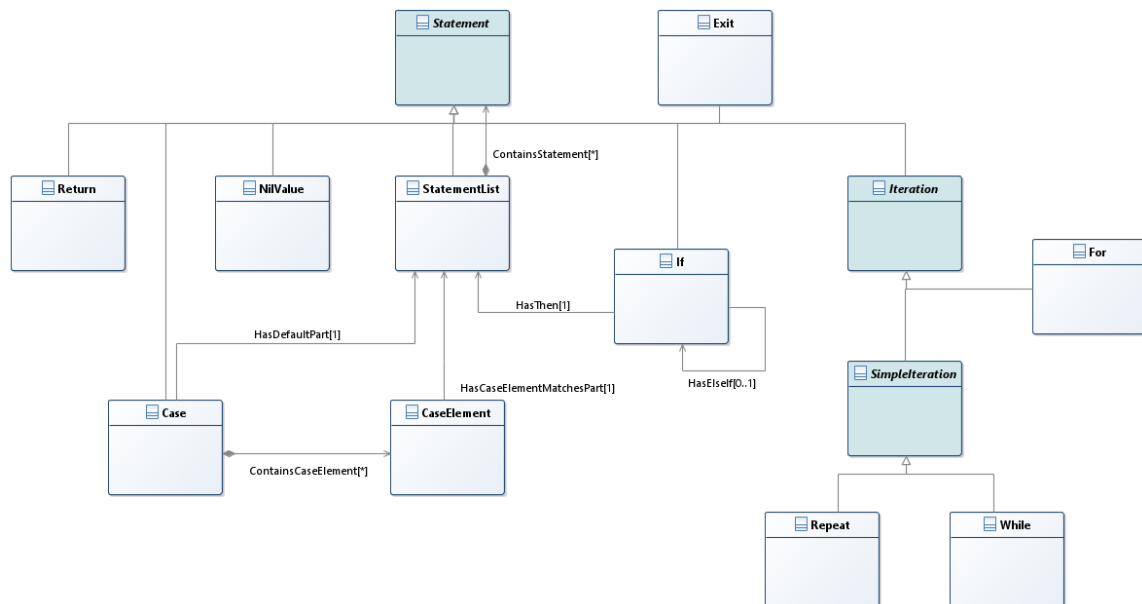 Statement
Exit
ContainsStatement[*]
Return
NilValue
StatementList
Iteration
If
For
HasThen[1]
HasDefaultPart[1]
HasElseIf[0..1]
SimpleIteration
HasCaseElementMatchesPart[1]
Case
CaseElement
ContainsCaseElement[*]
Repeat
While